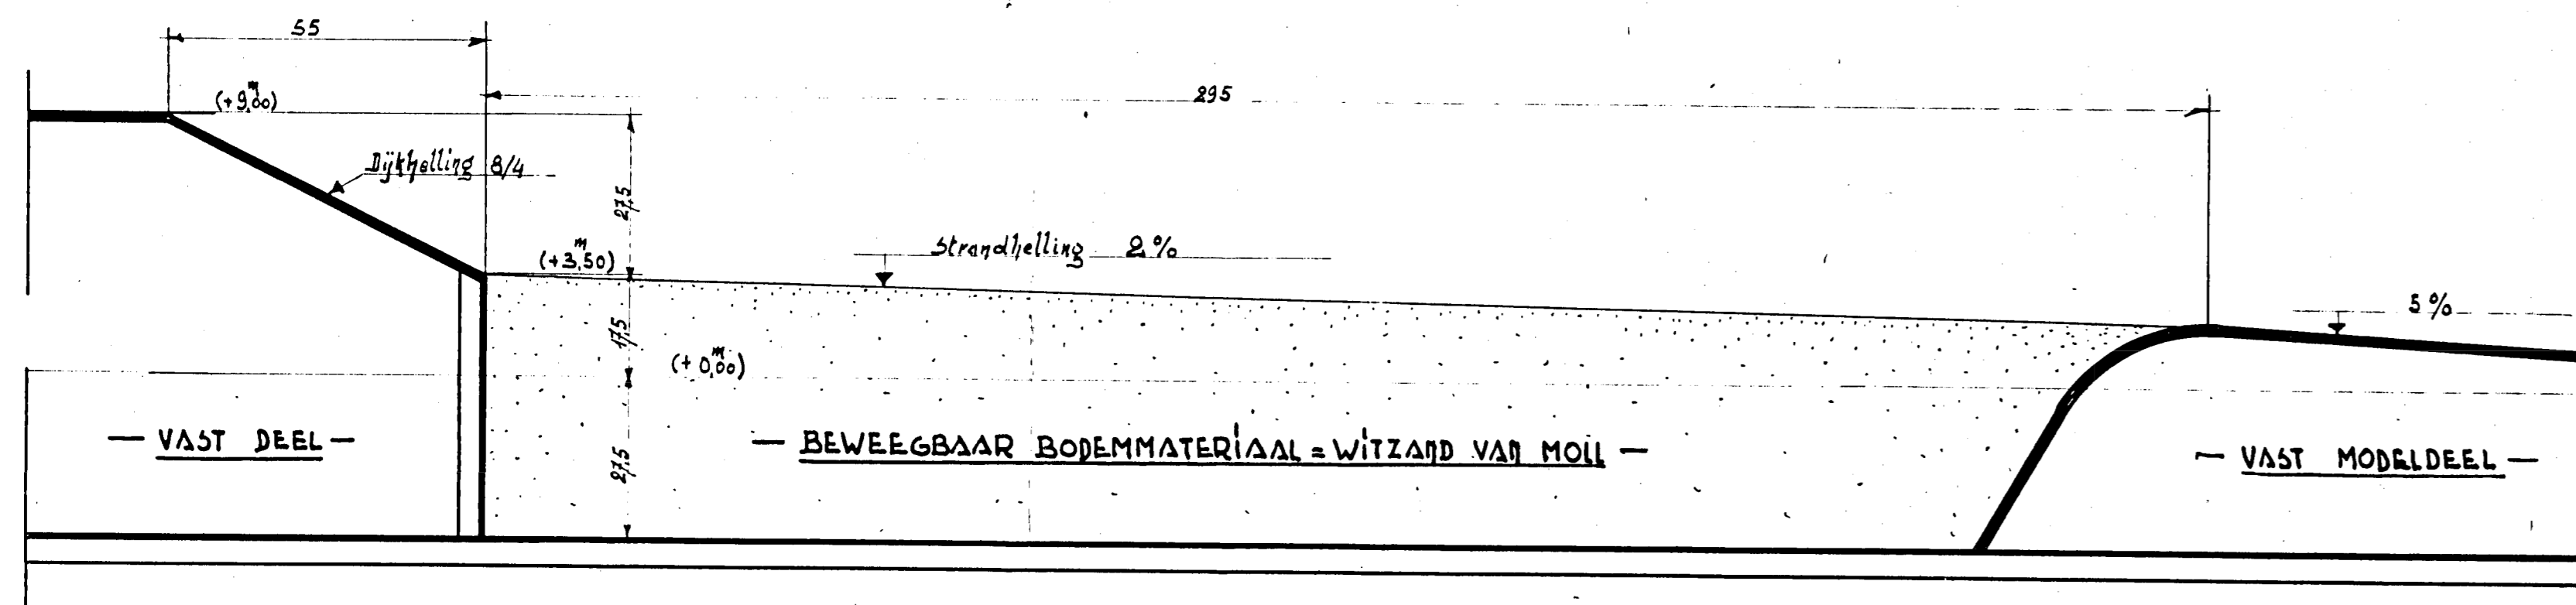 55
295
(+9,00)m
Dijkhelling 8/4
27,5
(+3,50)m
Strandhelling 2%
5%
17,5
(+0,00)m
27,5
— VAST DEEL —
— BEWEEGBAAR BODEMMATERIAAL = WITZAND VAN MOLL —
— VAST MODELDEEL —